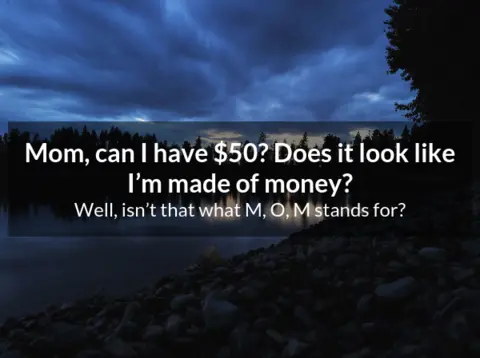 Mom, can I have $50? Does it look like
I’m made of money?
Well, isn’t that what M, O, M stands for?